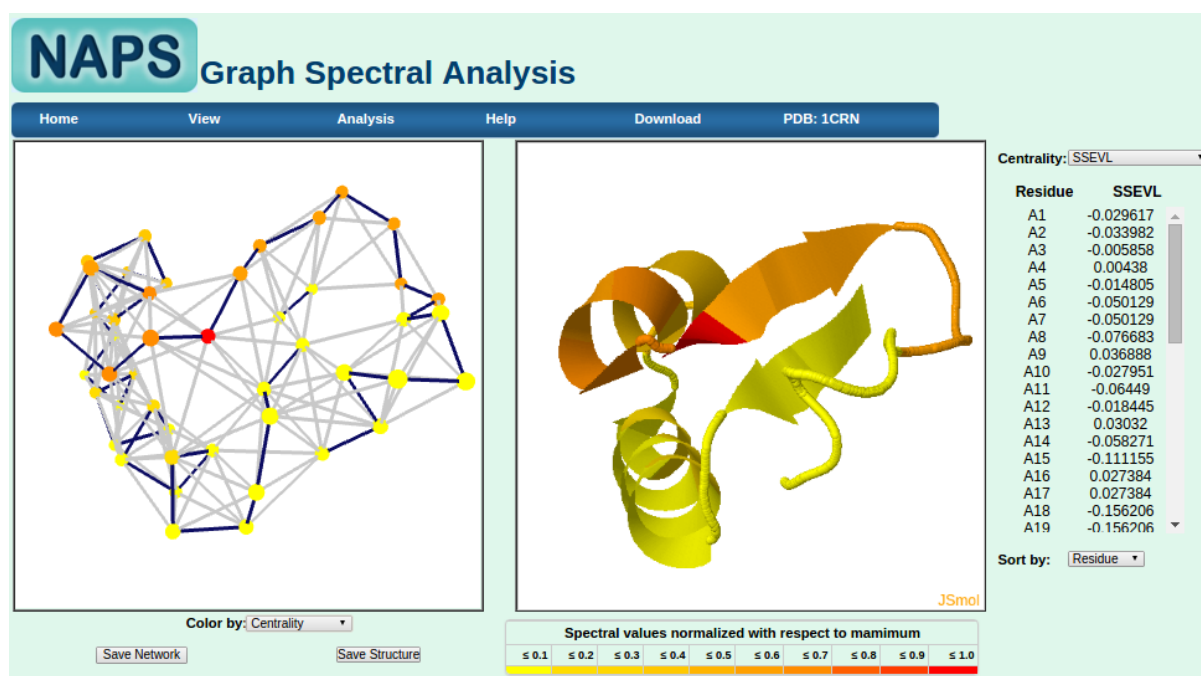 NAPS Graph Spectral Analysis
Home View Analysis Help Download PDB: 1CRN
Centrality: SSEVL
Residue SSEVL
A1 -0.029617
A2 -0.033982
A3 -0.005858
A4 0.00438
A5 -0.014805
A6 -0.050129
A7 -0.050129
A8 -0.076683
A9 0.036888
A10 -0.027951
A11 -0.06449
A12 -0.018445
A13 0.03032
A14 -0.058271
A15 -0.111155
A16 0.027384
A17 0.027384
A18 -0.156206
A19 -0.156206
Sort by: Residue
JSmol
Color by: Centrality
Save Network Save Structure
Spectral values normalized with respect to mamimum
≤ 0.1 ≤ 0.2 ≤ 0.3 ≤ 0.4 ≤ 0.5 ≤ 0.6 ≤ 0.7 ≤ 0.8 ≤ 0.9 ≤ 1.0